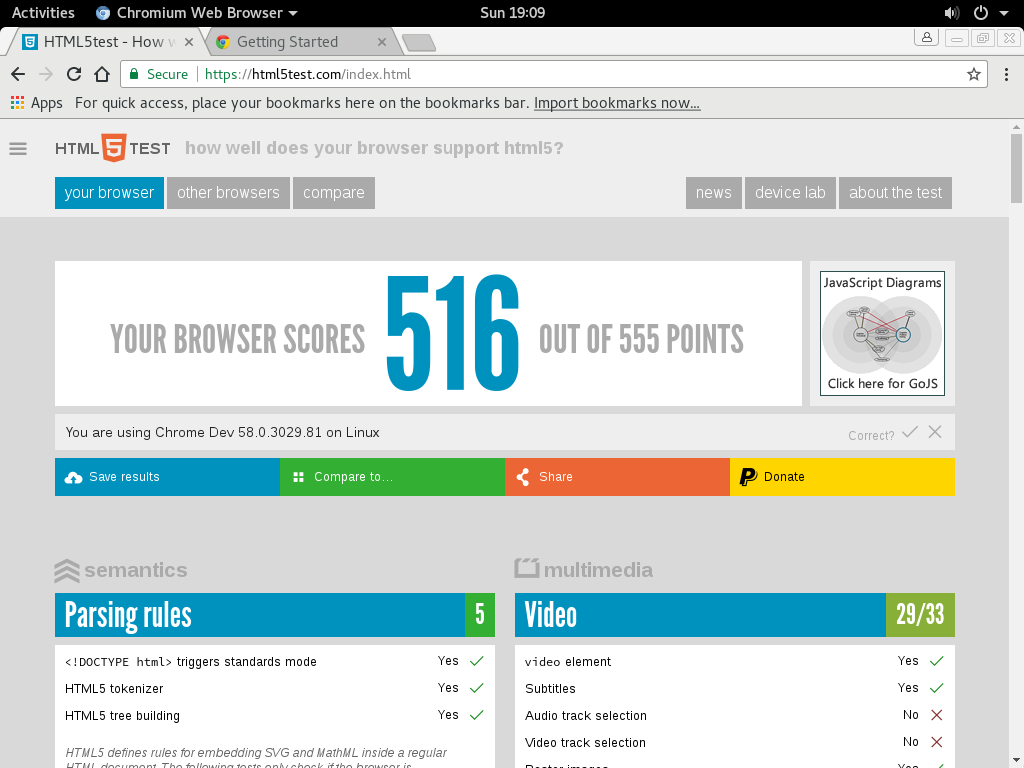 Activities Chromium Web Browser Sun 19:09
HTML5test - How w Getting Started
Secure https://html5test.com/index.html
Apps For quick access, place your bookmarks here on the bookmarks bar. Import bookmarks now...
HTML 5 TEST how well does your browser support html5?
your browser other browsers compare news device lab about the test
JavaScript Diagrams
YOUR BROWSER SCORES 516 OUT OF 555 POINTS
Click here for GoJS
You are using Chrome Dev 58.0.3029.81 on Linux Correct?
Save results Compare to... Share Donate
semantics multimedia
Parsing rules 5 Video 29/33
<!DOCTYPE html> triggers standards mode Yes video element Yes
HTML5 tokenizer Yes Subtitles Yes
HTML5 tree building Yes Audio track selection No
Video track selection No
HTML5 defines rules for embedding SVG and MathML inside a regular
HTML document. The following tests only check if the browser is
Poster images Yes